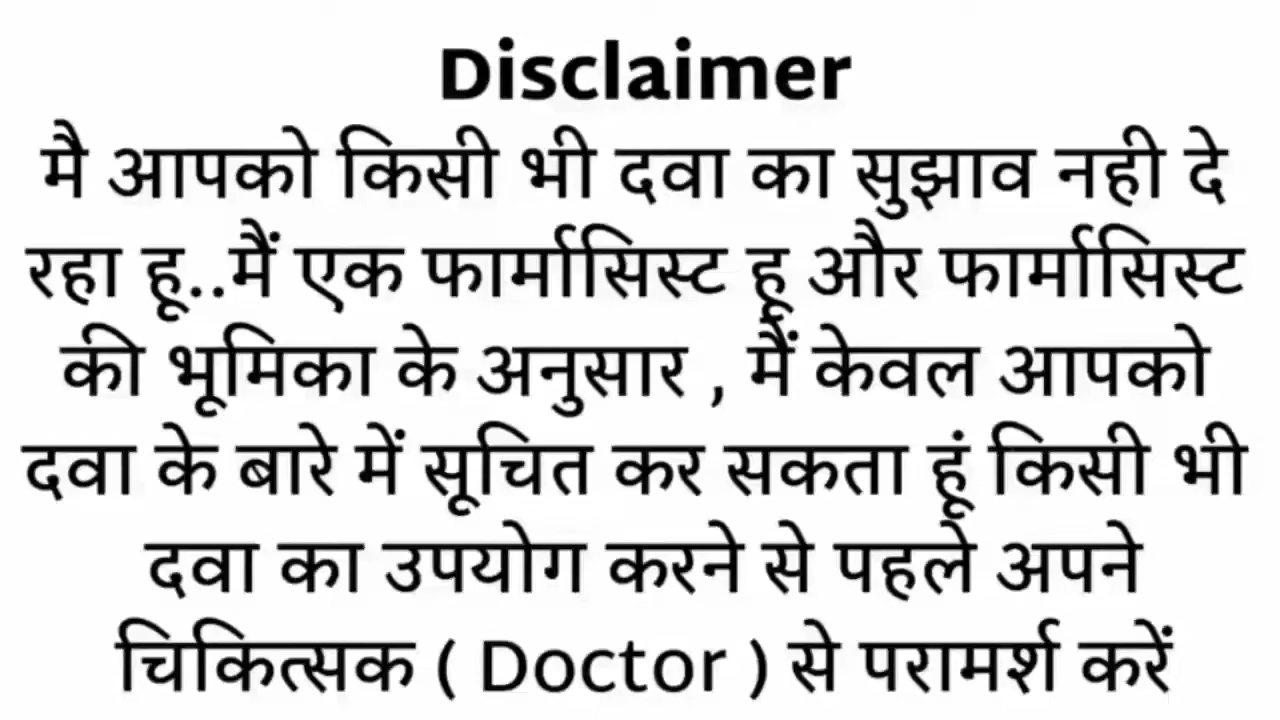 Disclaimer
मै आपको किसी भी दवा का सुझाव नही दे
रहा हू..मैं एक फार्मासिस्ट हू और फार्मासिस्ट
की भूमिका के अनुसार , मैं केवल आपको
दवा के बारे में सूचित कर सकता हूं किसी भी
दवा का उपयोग करने से पहले अपने
चिकित्सक ( Doctor ) से परामर्श करें